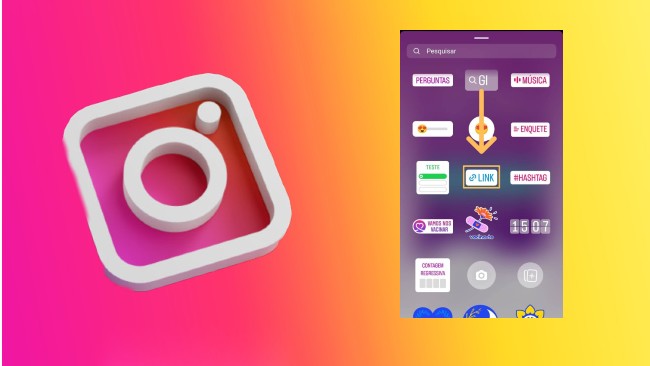 Pesquisar
PERGUNTAS
GI
MÚSICA
ENQUETE
TESTE
LINK
#HASHTAG
VAMOS NOS
VACINAR
15 07
CONTAGEM
REGRESSIVA